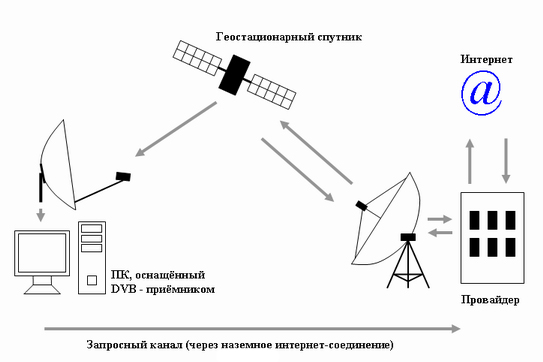 Геостационарный спутник
Интернет
@
ПК, оснащённый
DVB - приёмником
Провайдер
Запросный канал (через наземное интернет-соединение)